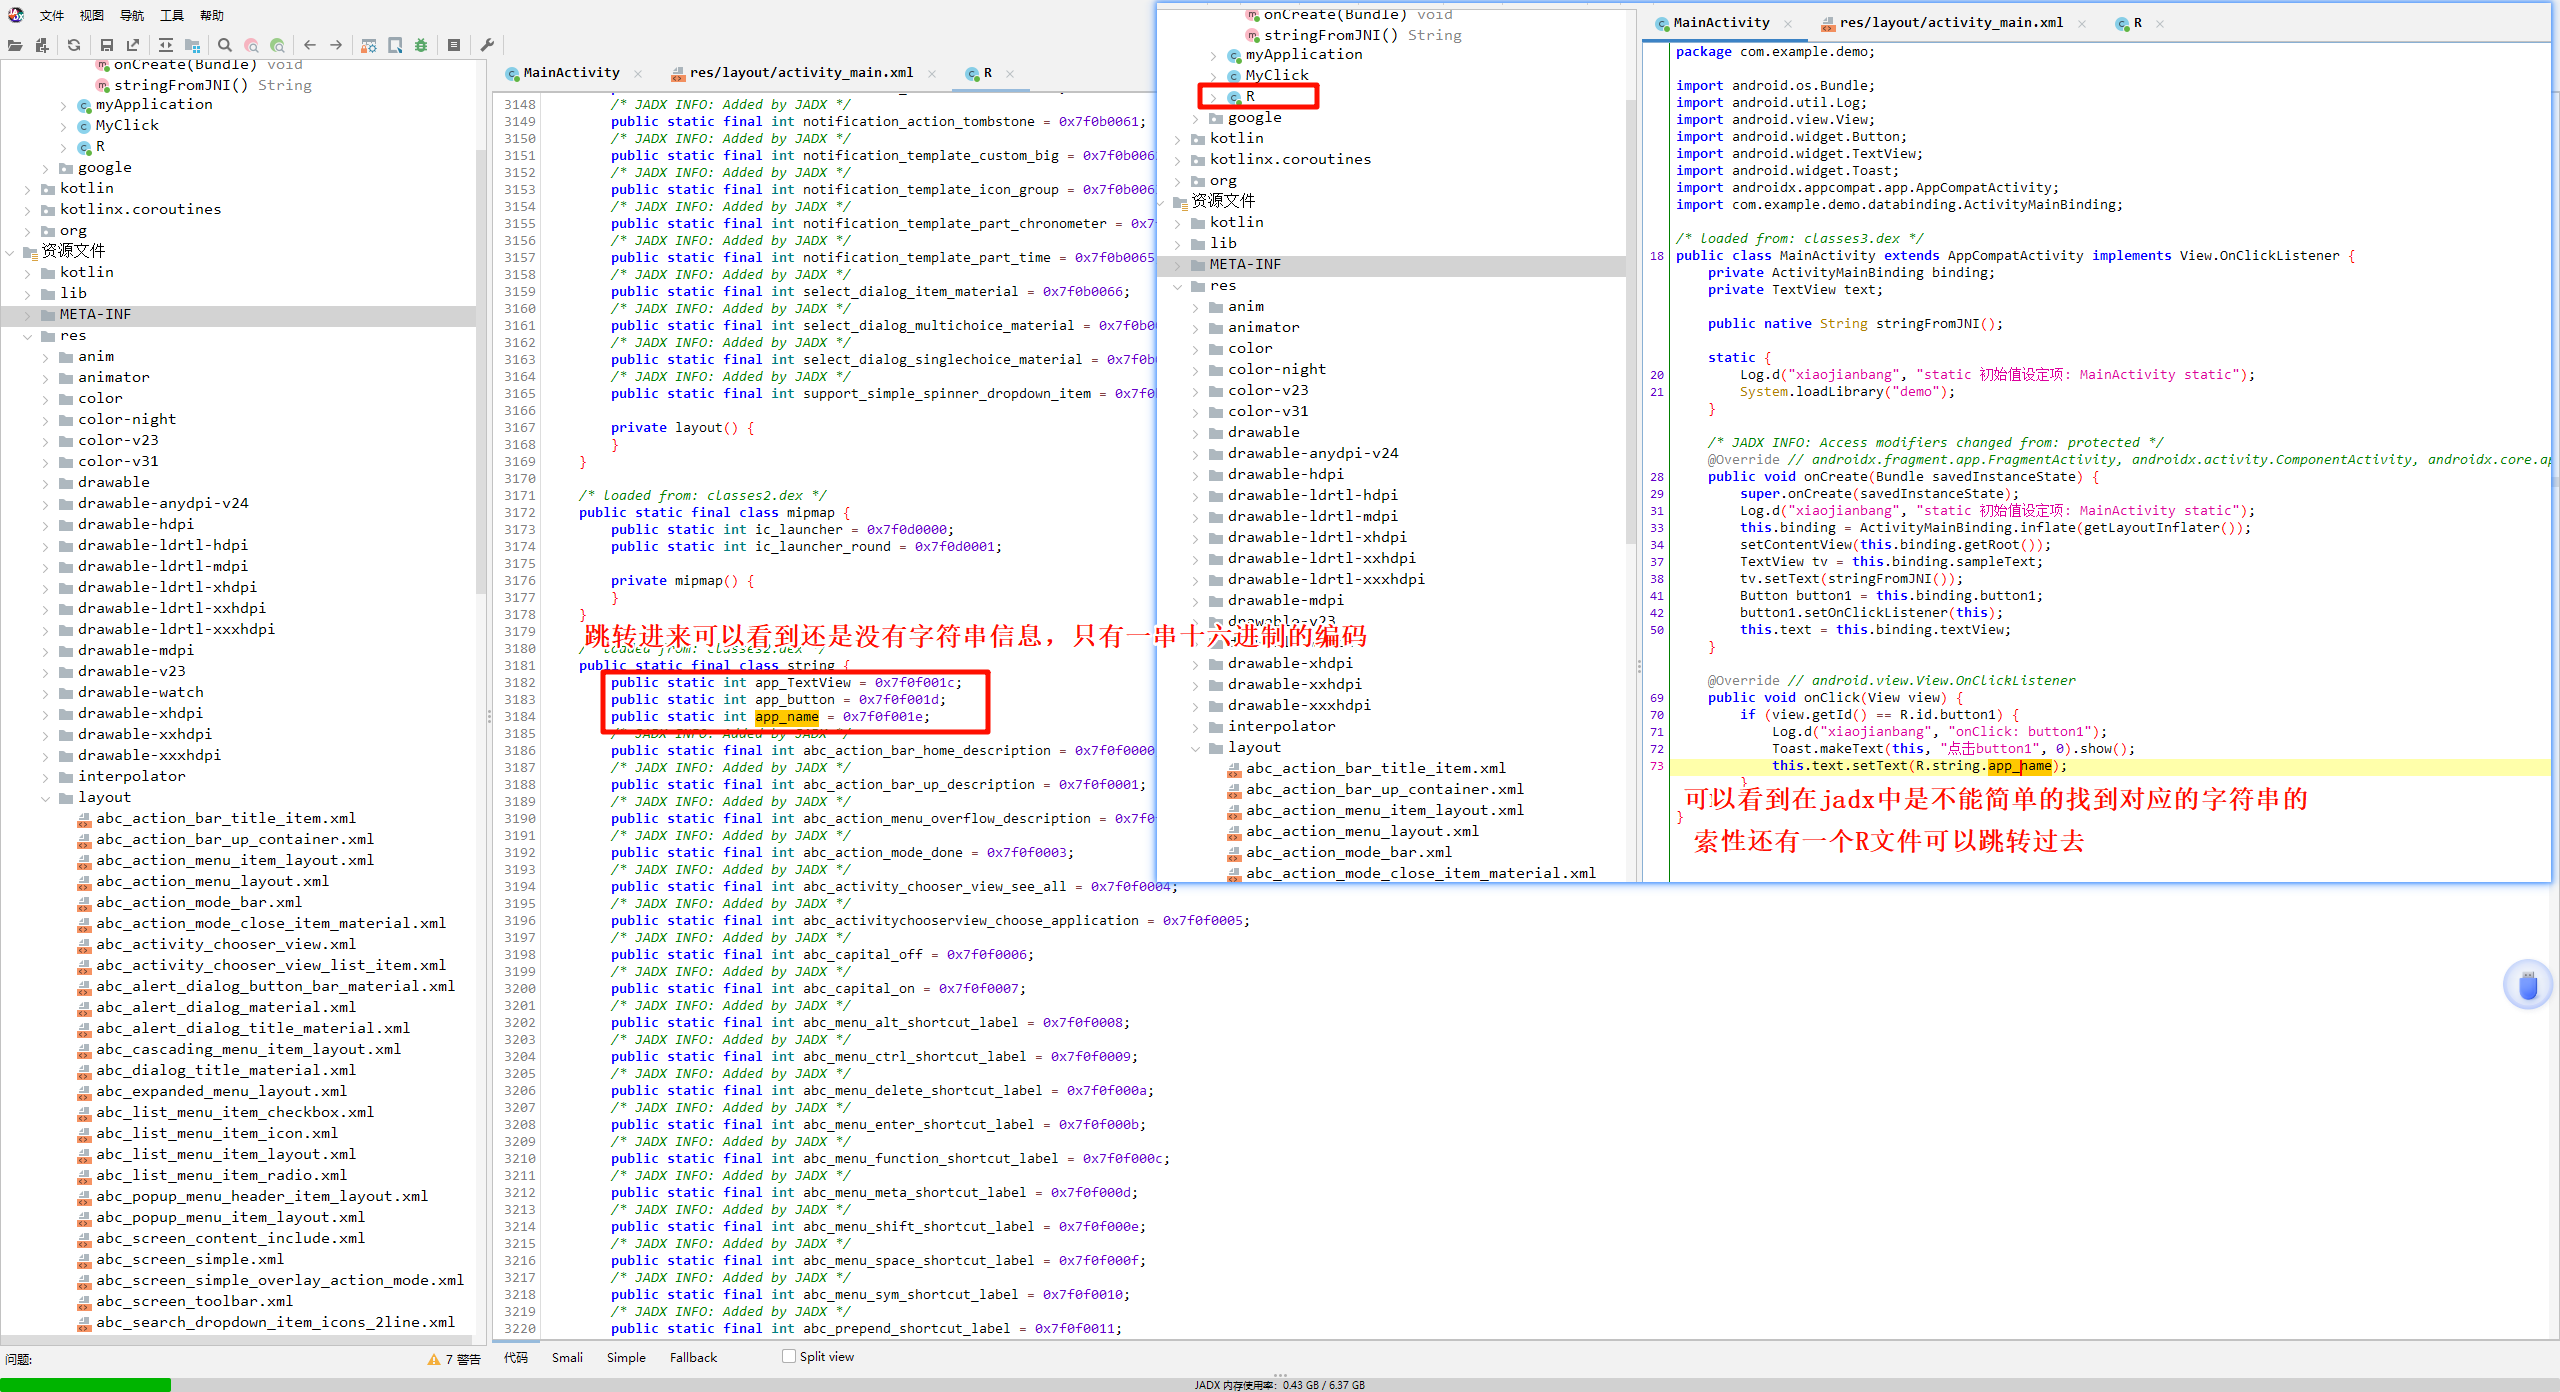 文件 视图 导航 工具 帮助
onCreate(Bundle) void
stringFromJNI() String
myApplication
MyClick
R
google
kotlin
kotlinx.coroutines
org
资源文件
kotlin
lib
META-INF
res
anim
animator
color
color-night
color-v23
color-v31
drawable
drawable-anydpi-v24
drawable-hdpi
drawable-ldrtl-hdpi
drawable-ldrtl-mdpi
drawable-ldrtl-xhdpi
drawable-ldrtl-xxhdpi
drawable-ldrtl-xxxhdpi
drawable-mdpi
drawable-v23
drawable-watch
drawable-xhdpi
drawable-xxhdpi
drawable-xxxhdpi
interpolator
layout
abc_action_bar_title_item.xml
abc_action_bar_up_container.xml
abc_action_menu_item_layout.xml
abc_action_menu_layout.xml
abc_action_mode_bar.xml
abc_action_mode_close_item_material.xml
abc_activity_chooser_view.xml
abc_activity_chooser_view_list_item.xml
abc_alert_dialog_button_bar_material.xml
abc_alert_dialog_material.xml
abc_alert_dialog_title_material.xml
abc_cascading_menu_item_layout.xml
abc_dialog_title_material.xml
abc_expanded_menu_layout.xml
abc_list_menu_item_checkbox.xml
abc_list_menu_item_icon.xml
abc_list_menu_item_layout.xml
abc_list_menu_item_radio.xml
abc_popup_menu_header_item_layout.xml
abc_popup_menu_item_layout.xml
abc_screen_content_include.xml
abc_screen_simple.xml
abc_screen_simple_overlay_action_mode.xml
abc_screen_toolbar.xml
abc_search_dropdown_item_icons_2line.xml
MainActivity res/layout/activity_main.xml R
3148 /* JADX INFO: Added by JADX */
3149 public static final int notification_action_tombstone = 0x7f0b0061;
3150 /* JADX INFO: Added by JADX */
3151 public static final int notification_template_custom_big = 0x7f0b006
3152 /* JADX INFO: Added by JADX */
3153 public static final int notification_template_icon_group = 0x7f0b006
3154 /* JADX INFO: Added by JADX */
3155 public static final int notification_template_part_chronometer = 0x7
3156 /* JADX INFO: Added by JADX */
3157 public static final int notification_template_part_time = 0x7f0b0065
3158 /* JADX INFO: Added by JADX */
3159 public static final int select_dialog_item_material = 0x7f0b0066;
3160 /* JADX INFO: Added by JADX */
3161 public static final int select_dialog_multichoice_material = 0x7f0b0
3162 /* JADX INFO: Added by JADX */
3163 public static final int select_dialog_singlechoice_material = 0x7f0b
3164 /* JADX INFO: Added by JADX */
3165 public static final int support_simple_spinner_dropdown_item = 0x7f0
3166
3167 private layout() {
3168 }
3169 }
3170
3171 /* loaded from: classes2.dex */
3172 public static final class mipmap {
3173 public static int ic_launcher = 0x7f0d0000;
3174 public static int ic_launcher_round = 0x7f0d0001;
3175
3176 private mipmap() {
3177 }
3178 }
3179
跳转进来可以看到还是没有字符串信息，只有一串十六进制的编码
3180 /* loaded from: classes2.dex */
3181 public static final class string {
3182 public static int app_TextView = 0x7f0f001c;
3183 public static int app_button = 0x7f0f001d;
3184 public static int app_name = 0x7f0f001e;
3185 /* JADX INFO: Added by JADX */
3186 public static final int abc_action_bar_home_description = 0x7f0f0000
3187 /* JADX INFO: Added by JADX */
3188 public static final int abc_action_bar_up_description = 0x7f0f0001;
3189 /* JADX INFO: Added by JADX */
3190 public static final int abc_action_menu_overflow_description = 0x7f0
3191 /* JADX INFO: Added by JADX */
3192 public static final int abc_action_mode_done = 0x7f0f0003;
3193 /* JADX INFO: Added by JADX */
3194 public static final int abc_activity_chooser_view_see_all = 0x7f0f0004;
3195 /* JADX INFO: Added by JADX */
3196 public static final int abc_activitychooserview_choose_application = 0x7f0f0005;
3197 /* JADX INFO: Added by JADX */
3198 public static final int abc_capital_off = 0x7f0f0006;
3199 /* JADX INFO: Added by JADX */
3200 public static final int abc_capital_on = 0x7f0f0007;
3201 /* JADX INFO: Added by JADX */
3202 public static final int abc_menu_alt_shortcut_label = 0x7f0f0008;
3203 /* JADX INFO: Added by JADX */
3204 public static final int abc_menu_ctrl_shortcut_label = 0x7f0f0009;
3205 /* JADX INFO: Added by JADX */
3206 public static final int abc_menu_delete_shortcut_label = 0x7f0f000a;
3207 /* JADX INFO: Added by JADX */
3208 public static final int abc_menu_enter_shortcut_label = 0x7f0f000b;
3209 /* JADX INFO: Added by JADX */
3210 public static final int abc_menu_function_shortcut_label = 0x7f0f000c;
3211 /* JADX INFO: Added by JADX */
3212 public static final int abc_menu_meta_shortcut_label = 0x7f0f000d;
3213 /* JADX INFO: Added by JADX */
3214 public static final int abc_menu_shift_shortcut_label = 0x7f0f000e;
3215 /* JADX INFO: Added by JADX */
3216 public static final int abc_menu_space_shortcut_label = 0x7f0f000f;
3217 /* JADX INFO: Added by JADX */
3218 public static final int abc_menu_sym_shortcut_label = 0x7f0f0010;
3219 /* JADX INFO: Added by JADX */
3220 public static final int abc_prepend_shortcut_label = 0x7f0f0011;
onCreate(Bundle) void
stringFromJNI() String
myApplication
MyClick
R
google
kotlin
kotlinx.coroutines
org
资源文件
kotlin
lib
META-INF
res
anim
animator
color
color-night
color-v23
color-v31
drawable
drawable-anydpi-v24
drawable-hdpi
drawable-ldrtl-hdpi
drawable-ldrtl-mdpi
drawable-ldrtl-xhdpi
drawable-ldrtl-xxhdpi
drawable-ldrtl-xxxhdpi
drawable-mdpi
drawable-v23
drawable-xhdpi
drawable-xxhdpi
drawable-xxxhdpi
interpolator
layout
abc_action_bar_title_item.xml
abc_action_bar_up_container.xml
abc_action_menu_item_layout.xml
abc_action_menu_layout.xml
abc_action_mode_bar.xml
abc_action_mode_close_item_material.xml
MainActivity res/layout/activity_main.xml R
package com.example.demo;
import android.os.Bundle;
import android.util.Log;
import android.view.View;
import android.widget.Button;
import android.widget.TextView;
import android.widget.Toast;
import androidx.appcompat.app.AppCompatActivity;
import com.example.demo.databinding.ActivityMainBinding;
/* loaded from: classes3.dex */
18 public class MainActivity extends AppCompatActivity implements View.OnClickListener {
private ActivityMainBinding binding;
private TextView text;
public native String stringFromJNI();
static {
20 Log.d("xiaojianbang", "static 初始值设定项: MainActivity static");
21 System.loadLibrary("demo");
}
/* JADX INFO: Access modifiers changed from: protected */
@Override // androidx.fragment.app.FragmentActivity, androidx.activity.ComponentActivity, androidx.core.ap
28 public void onCreate(Bundle savedInstanceState) {
29 super.onCreate(savedInstanceState);
31 Log.d("xiaojianbang", "static 初始值设定项: MainActivity static");
33 this.binding = ActivityMainBinding.inflate(getLayoutInflater());
34 setContentView(this.binding.getRoot());
37 TextView tv = this.binding.sampleText;
38 tv.setText(stringFromJNI());
41 Button button1 = this.binding.button1;
42 button1.setOnClickListener(this);
50 this.text = this.binding.textView;
}
@Override // android.view.View.OnClickListener
69 public void onClick(View view) {
70 if (view.getId() == R.id.button1) {
71 Log.d("xiaojianbang", "onClick: button1");
72 Toast.makeText(this, "点击button1", 0).show();
73 this.text.setText(R.string.app_name);
}
可以看到在jadx中是不能简单的找到对应的字符串的
}
索性还有一个R文件可以跳转过去
问题: 7 警告 代码 Smali Simple Fallback Split view
JADX 内存使用率: 0.43 GB / 6.37 GB